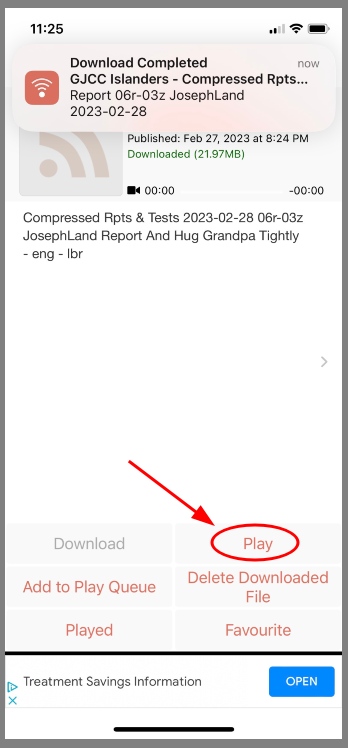 11:25
Download Completed
now
GJCC Islanders - Compressed Rpts...
Report 06r-03z JosephLand
2023-02-28
Published: Feb 27, 2023 at 8:24 PM
Downloaded (21.97MB)
00:00
-00:00
Compressed Rpts & Tests 2023-02-28 06r-03z
JosephLand Report And Hug Grandpa Tightly
- eng - lbr
Download
Play
Add to Play Queue
Delete Downloaded
File
Played
Favourite
Treatment Savings Information
OPEN